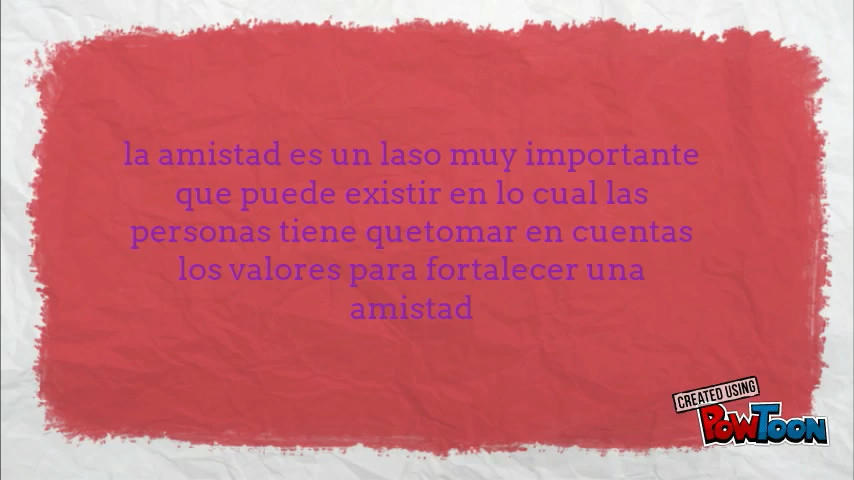 la amistad es un laso muy importante
que puede existir en lo cual las
personas tiene quetomar en cuentas
los valores para fortalecer una
amistad
CREATED USING
POWTOON